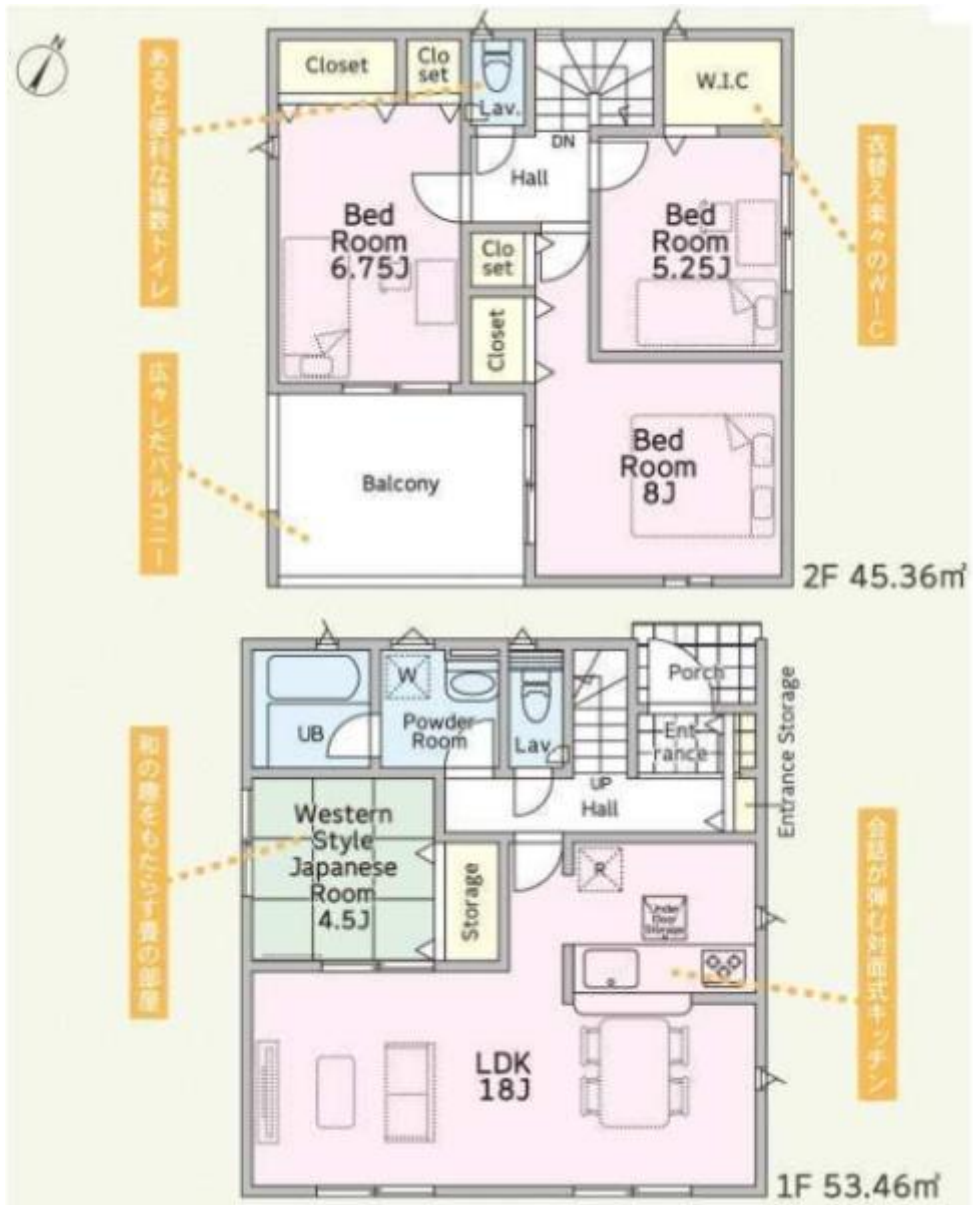 N
Closet
Clo
set
Lav.
W.I.C
DN
Hall
Bed
Room
6.75J
Bed
Room
5.25J
Clo
set
Closet
Bed
Room
8J
Balcony
2F 45.36㎡
あると便利な複数トイレ
広々したバルコニー
衣替え楽々のWIC
UB
W
Powder
Room
Lav.
UP
Hall
Porch
Ent
rance
Entrance Storage
Western
Style
Japanese
Room
4.5J
Storage
R
Under
Storage
LDK
18J
1F 53.46㎡
和の趣をもたらす畳の部屋
会話が弾む対面式キッチン